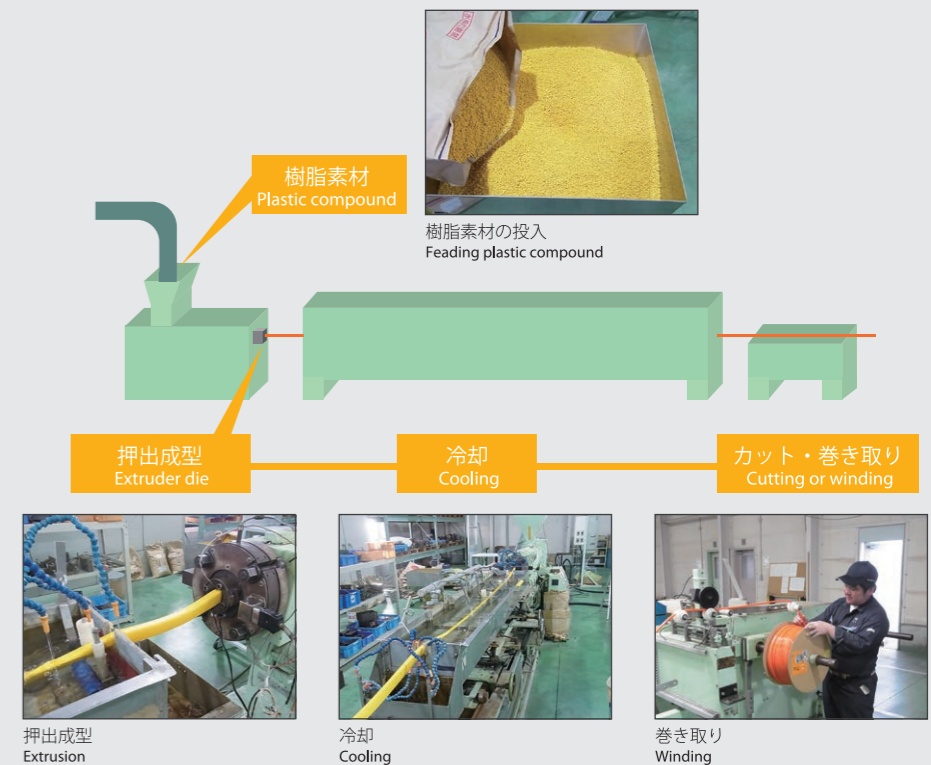 樹脂素材
Plastic compound
樹脂素材の投入
Feading plastic compound
押出成型
Extruder die
冷却
Cooling
カット・巻き取り
Cutting or winding
押出成型
Extrusion
冷却
Cooling
巻き取り
Winding